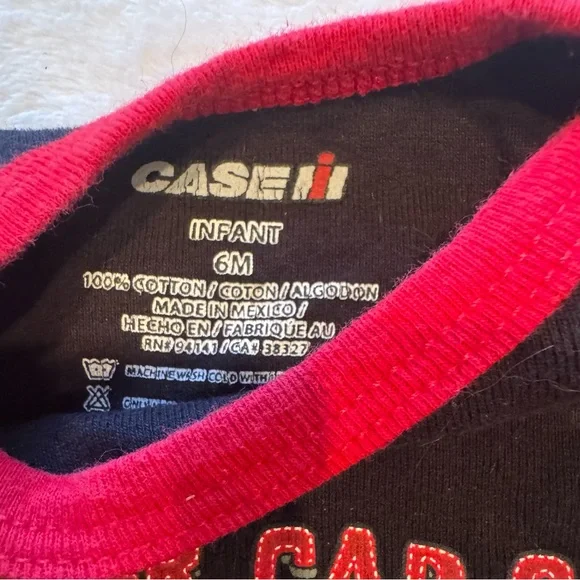 CASE IH
INFANT
6M
100% COTTON / COTON / ALGODON
MADE IN MEXICO /
HECHO EN / FABRIQUE AU
RN# 94141 / CA# 38327
MACHINE WASH COLD WITH